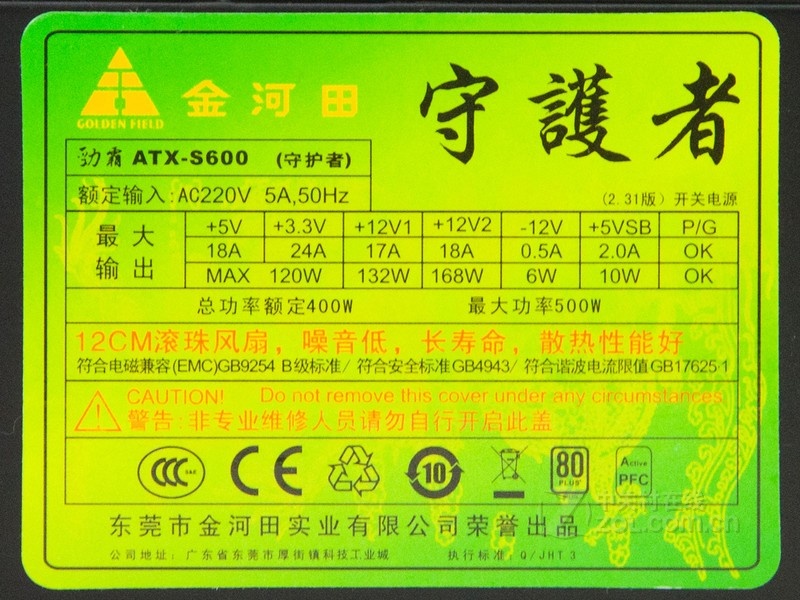 金河田
GOLDEN FIELD
守護者
劲霸 ATX-S600 (守护者)
额定输入:AC220V 5A,50Hz
(2.31版) 开关电源
最大输出 +5V +3.3V +12V1 +12V2 -12V +5VSB P/G
18A 24A 17A 18A 0.5A 2.0A OK
MAX 120W 132W 168W 6W 10W OK
总功率额定400W 最大功率500W
12CM滚珠风扇，噪音低，长寿命，散热性能好
符合电磁兼容(EMC)GB9254 B级标准/ 符合安全标准GB4943/ 符合谐波电流限值GB17625.1
CAUTION! Do not remove this cover under any circumstances
警告:非专业维修人员请勿自行开启此盖
CCC S&E CE 10 80 PLUS Active PFC
中关村在线
ZOL.com.cn
东莞市金河田实业有限公司荣誉出品
公司地址: 广东省东莞市厚街镇科技工业城 执行标准: Q/JHT 3